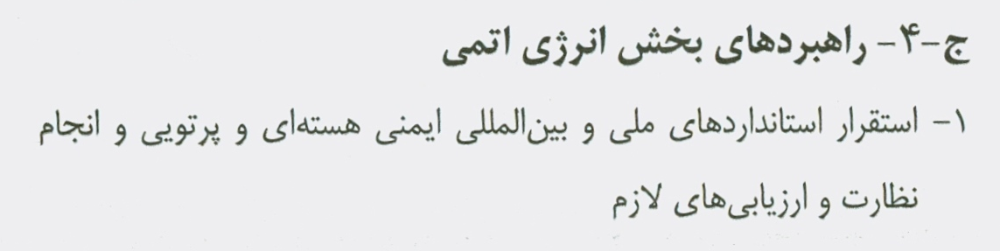 ج-۴- راهبردهای بخش انرژی اتمی
۱- استقرار استانداردهای ملی و بین‌المللی ایمنی هسته‌ای و پرتویی و انجام
نظارت و ارزیابی‌های لازم